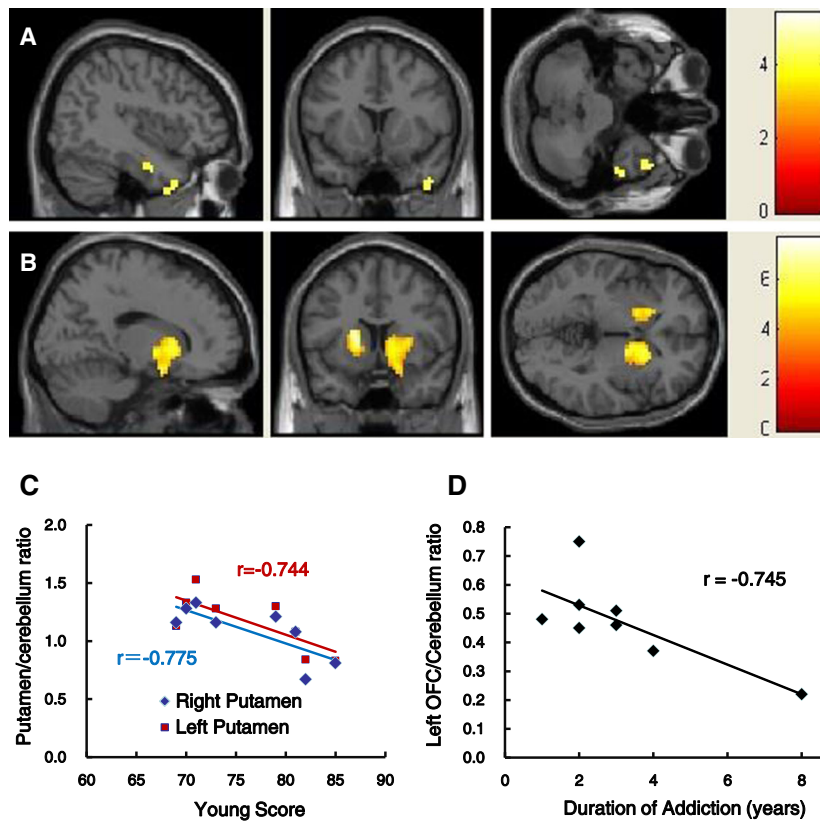 A
4
2
0
B
6
4
2
0
C
D
Putamen/cerebellum ratio
2.0
1.5
1.0
0.5
0.0
r=-0.744
r=-0.775
Right Putamen
Left Putamen
60 65 70 75 80 85 90
Young Score
Left OFC/Cerebellum ratio
0.8
0.7
0.6
0.5
0.4
0.3
0.2
0.1
0.0
r = -0.745
0 2 4 6 8
Duration of Addiction (years)